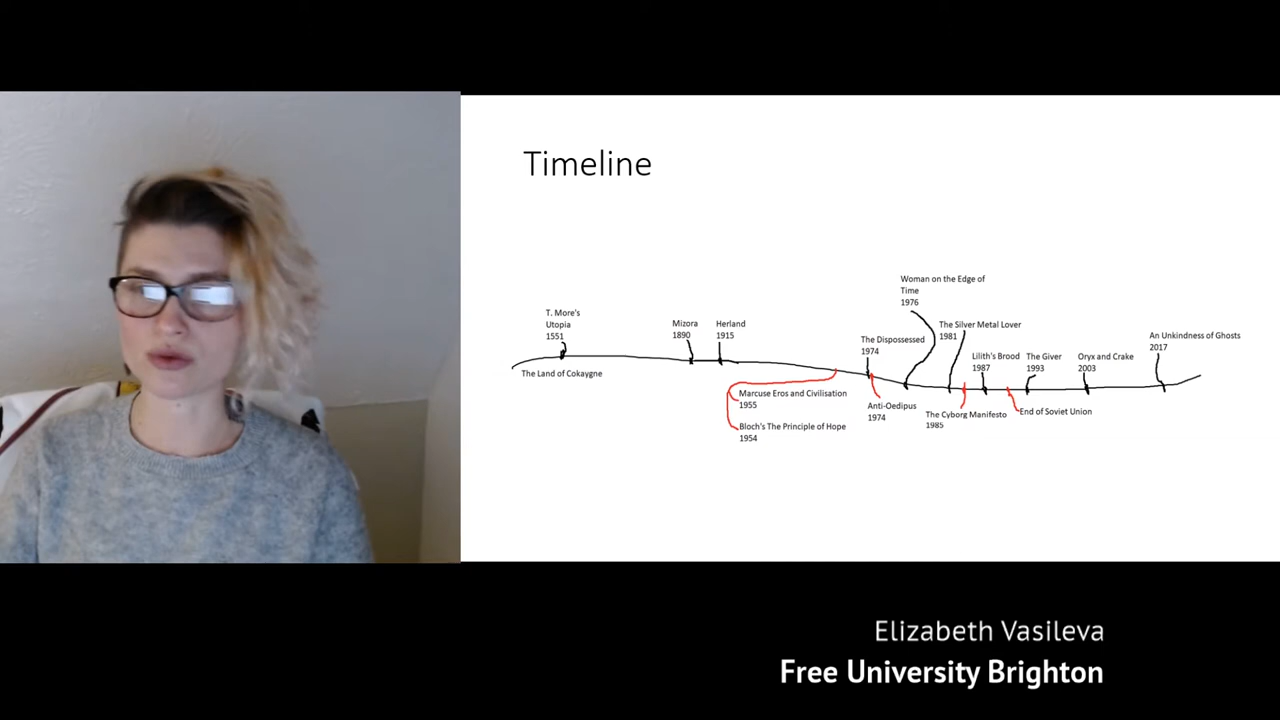 Timeline
Woman on the Edge of
Time
1976
T. More's
Utopia
1551
Mizora
1890
Herland
1915
The Silver Metal Lover
1981
The Dispossessed
1974
An Unkindness of Ghosts
2017
Lilith's Brood
1987
The Giver
1993
Oryx and Crake
2003
The Land of Cokaygne
Marcuse Eros and Civilisation
1955
Bloch's The Principle of Hope
1954
Anti-Oedipus
1974
The Cyborg Manifesto
1985
End of Soviet Union
Elizabeth Vasileva
Free University Brighton